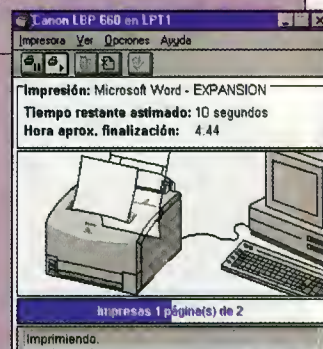 Canon LBP 660 en LPT1
Impresora Ver Opciones Ayuda
Impresión: Microsoft Word - EXPANSION
Tiempo restante estimado: 10 segundos
Hora aprox. finalización: 4:44
Impresas 1 página(s) de 2
Imprimiendo.